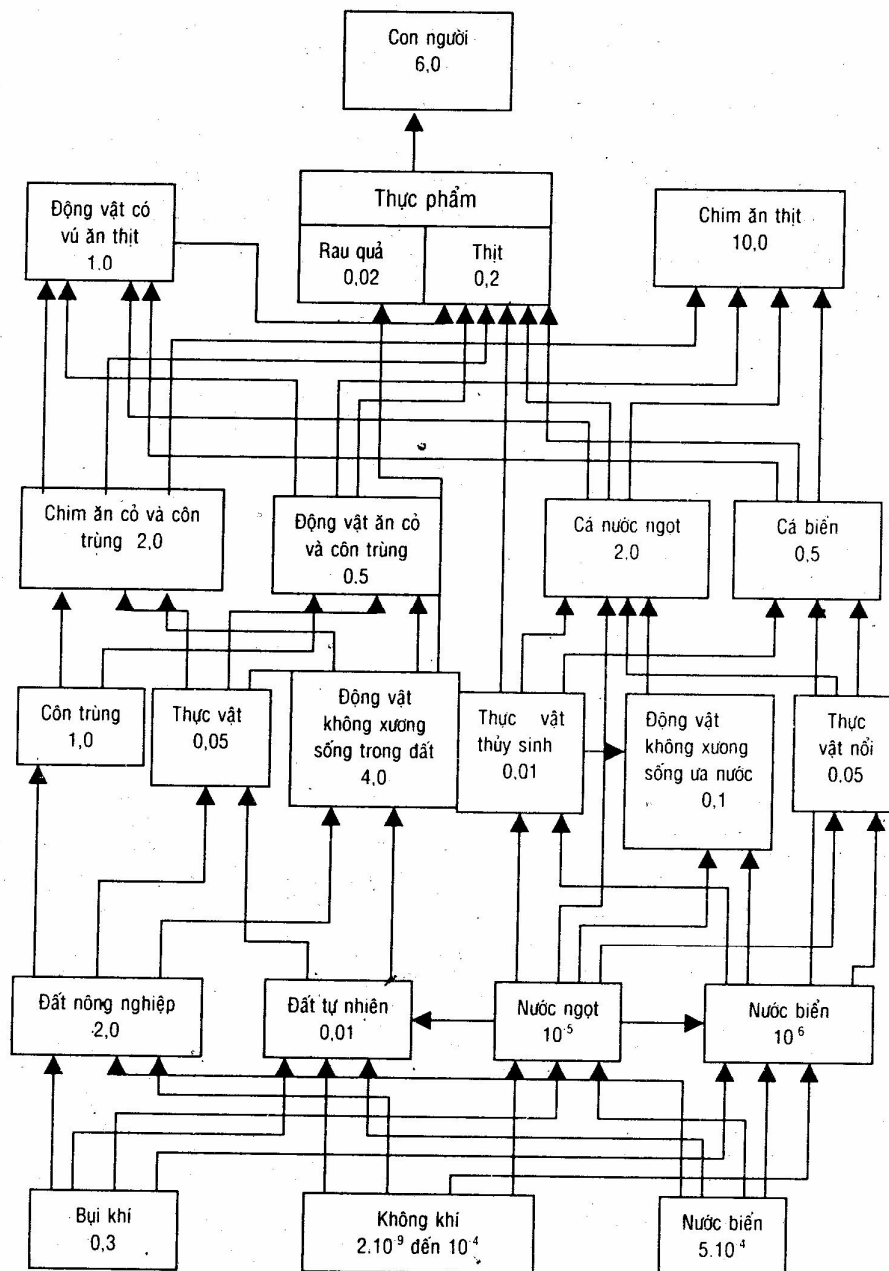 Con người
6,0
Động vật có
vú ăn thịt
1.0
Thực phẩm
Rau quả
0,02
Thịt
0,2
Chim ăn thịt
10,0
Chim ăn cỏ và côn
trùng 2,0
Động vật ăn cỏ
và côn trùng
0.5
Cá nước ngọt
2,0
Cá biển
0,5
Côn trùng
1,0
Thực vật
0,05
Động vật
không xương
sống trong đất
4,0
Thực vật
thủy sinh
0,01
Động vật
không xương
sống ưa nước
0,1
Thực
vật nổi
0,05
Đất nông nghiệp
2,0
Đất tự nhiên
0,01
Nước ngọt
10⁻⁵
Nước biển
10⁻⁶
Bụi khí
0,3
Không khí
2.10⁻⁹ đến 10⁻⁴
Nước biển
5.10⁻⁴